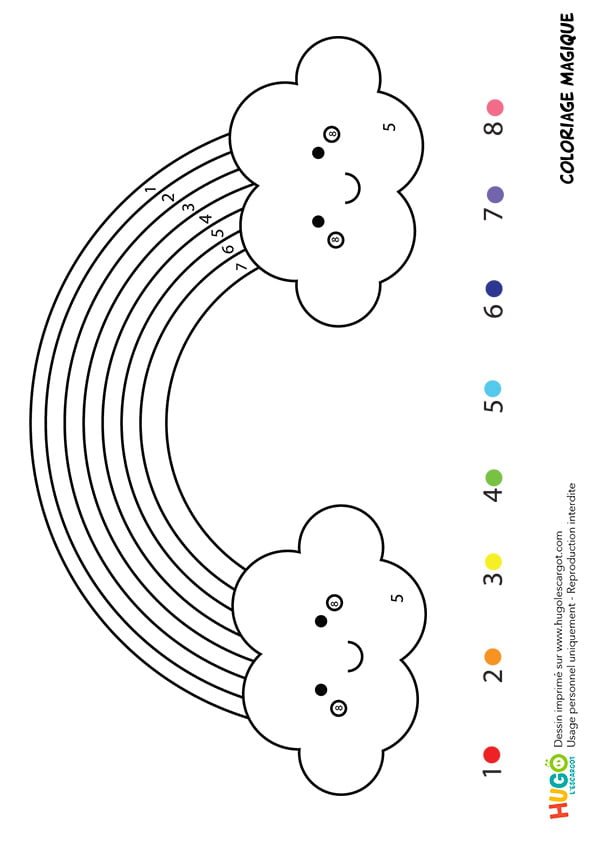 1
2
3
4
5
6
7
8 8 8 8
5 5
1 2 3 4 5 6 7 8
HUGO
L'ESCARGOT
Dessin imprimé sur www.hugolescargot.com
Usage personnel uniquement - Reproduction interdite
COLORIAGE MAGIQUE